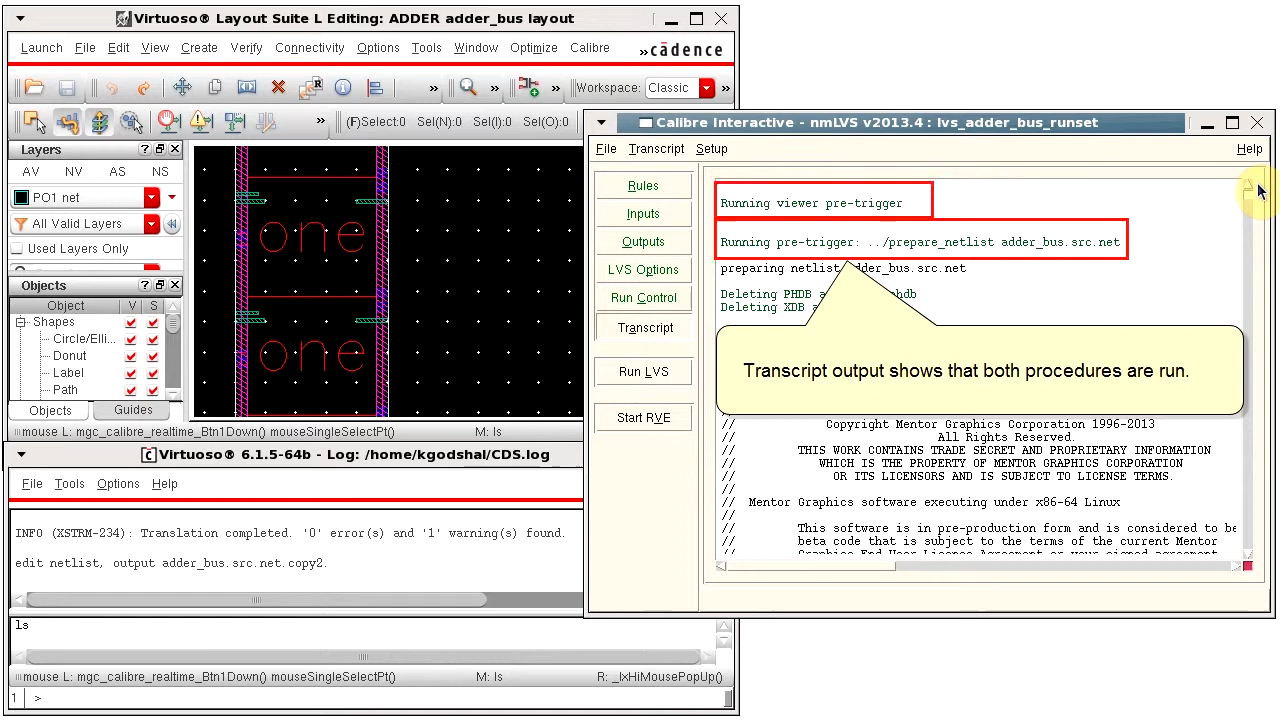 Virtuoso® Layout Suite L Editing: ADDER adder_bus layout
Launch File Edit View Create Verify Connectivity Options Tools Window Optimize Calibre » cādence
» » » Workspace: Classic »
» (F)Select:0 Sel(N):0 Sel(I):0 Sel(O):0
Layers ?
AV NV AS NS
PO1 net
All Valid Layers
Used Layers Only
Objects ?
Object V S
Shapes
Circle/Elli...
Donut
Label
Path
Objects Guides
one
one
mouse L: mgc_calibre_realtime_Btn1Down() mouseSingleSelectPt() M: ls
Virtuoso® 6.1.5-64b - Log: /home/kgodshal/CDS.log
File Tools Options Help
INFO (XSTRM-234): Translation completed. '0' error(s) and '1' warning(s) found.
edit netlist, output adder_bus.src.net.copy2.
ls
mouse L: mgc_calibre_realtime_Btn1Down() mouseSingleSelectPt() M: ls R: _lxHiMousePopUp()
1 >
Calibre Interactive - nmLVS v2013.4 : lvs_adder_bus_runset
File Transcript Setup Help
Rules
Inputs
Outputs
LVS Options
Run Control
Transcript
Run LVS
Start RVE
Running viewer pre-trigger
Running pre-trigger: ../prepare_netlist adder_bus.src.net
preparing netlist adder_bus.src.net
Deleting PHDB
Deleting XDB
Transcript output shows that both procedures are run.
// Copyright Mentor Graphics Corporation 1996-2013
// All Rights Reserved.
// THIS WORK CONTAINS TRADE SECRET AND PROPRIETARY INFORMATION
// WHICH IS THE PROPERTY OF MENTOR GRAPHICS CORPORATION
// OR ITS LICENSORS AND IS SUBJECT TO LICENSE TERMS.
//
// Mentor Graphics software executing under x86-64 Linux
//
// This software is in pre-production form and is considered to be
// beta code that is subject to the terms of the current Mentor
// Graphics End User License Agreement or your signed agreement